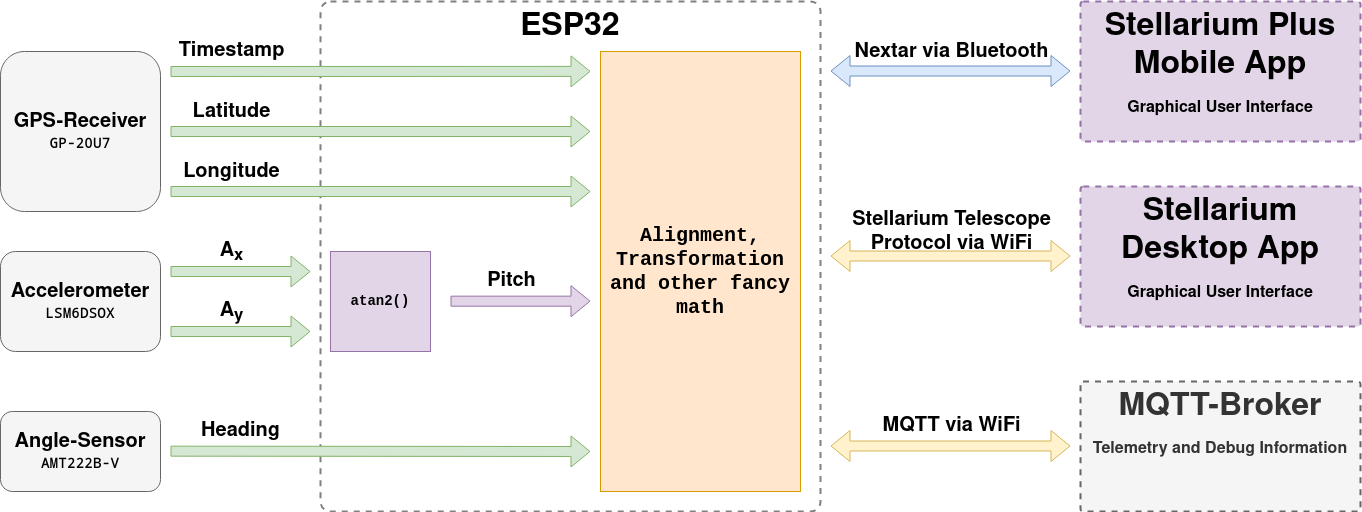 ESP32
Timestamp
Latitude
Longitude
GPS-Receiver
GP-20U7
Accelerometer
LSM6DSOX
Ax
Ay
atan2()
Pitch
Angle-Sensor
AMT222B-V
Heading
Alignment,
Transformation
and other fancy
math
Nextar via Bluetooth
Stellarium Plus
Mobile App
Graphical User Interface
Stellarium Telescope
Protocol via WiFi
Stellarium
Desktop App
Graphical User Interface
MQTT via WiFi
MQTT-Broker
Telemetry and Debug Information